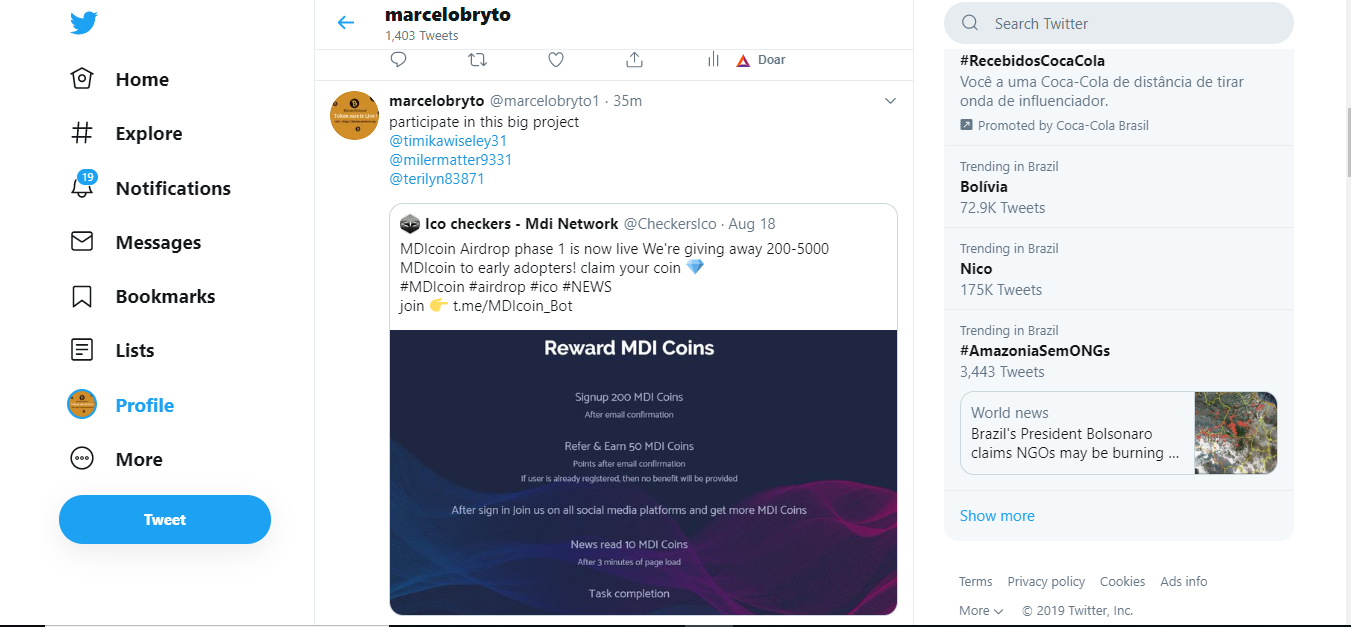 Home
Explore
19
Notifications
Messages
Bookmarks
Lists
Profile
More
Tweet
marcelobryto
1,403 Tweets
Doar
marcelobryto @marcelobryto1 · 35m
participate in this big project
@timikawiseley31
@milermatter9331
@terilyn83871
Ico checkers - Mdi Network @CheckersIco · Aug 18
MDIcoin Airdrop phase 1 is now live We're giving away 200-5000
MDIcoin to early adopters! claim your coin 💎
#MDIcoin #airdrop #ico #NEWS
join 👉 t.me/MDIcoin_Bot
Reward MDI Coins
Signup 200 MDI Coins
After email confirmation
Refer & Earn 50 MDI Coins
Points after email confirmation
If user is already registered, then no benefit will be provided
After sign in Join us on all social media platforms and get more MDI Coins
News read 10 MDI Coins
After 3 minutes of page load
Task completion
Search Twitter
#RecebidosCocaCola
Você a uma Coca-Cola de distância de tirar
onda de influenciador.
Promoted by Coca-Cola Brasil
Trending in Brazil
Bolívia
72.9K Tweets
Trending in Brazil
Nico
175K Tweets
Trending in Brazil
#AmazoniaSemONGs
3,443 Tweets
World news
Brazil's President Bolsonaro
claims NGOs may be burning ...
Show more
Terms Privacy policy Cookies Ads info
More © 2019 Twitter, Inc.